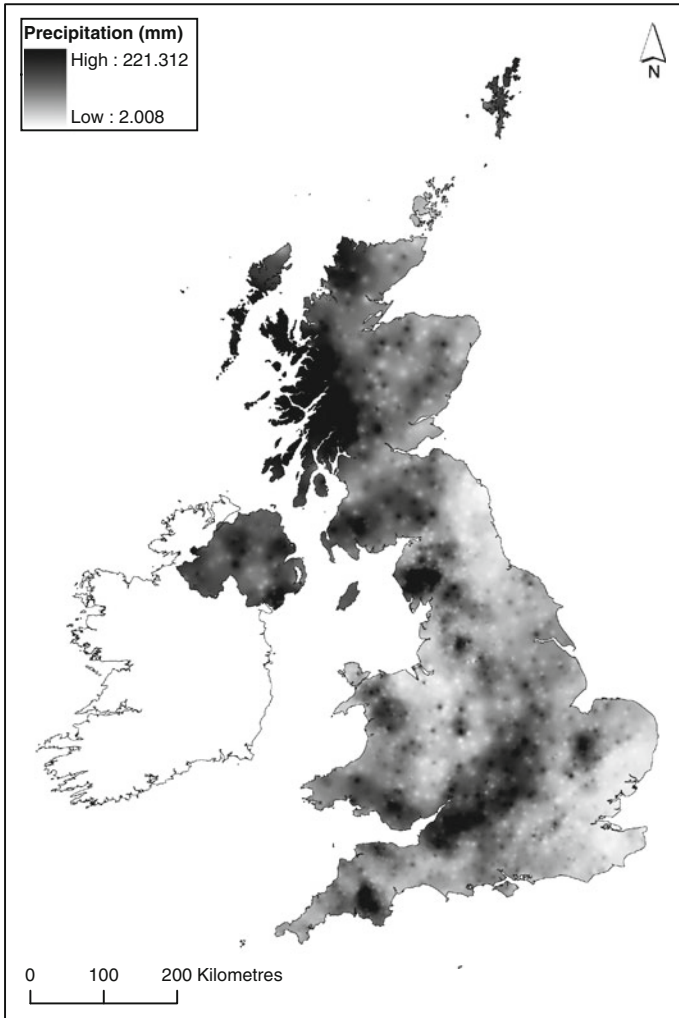 Precipitation (mm)
High : 221.312
Low : 2.008
N
0 100 200 Kilometres